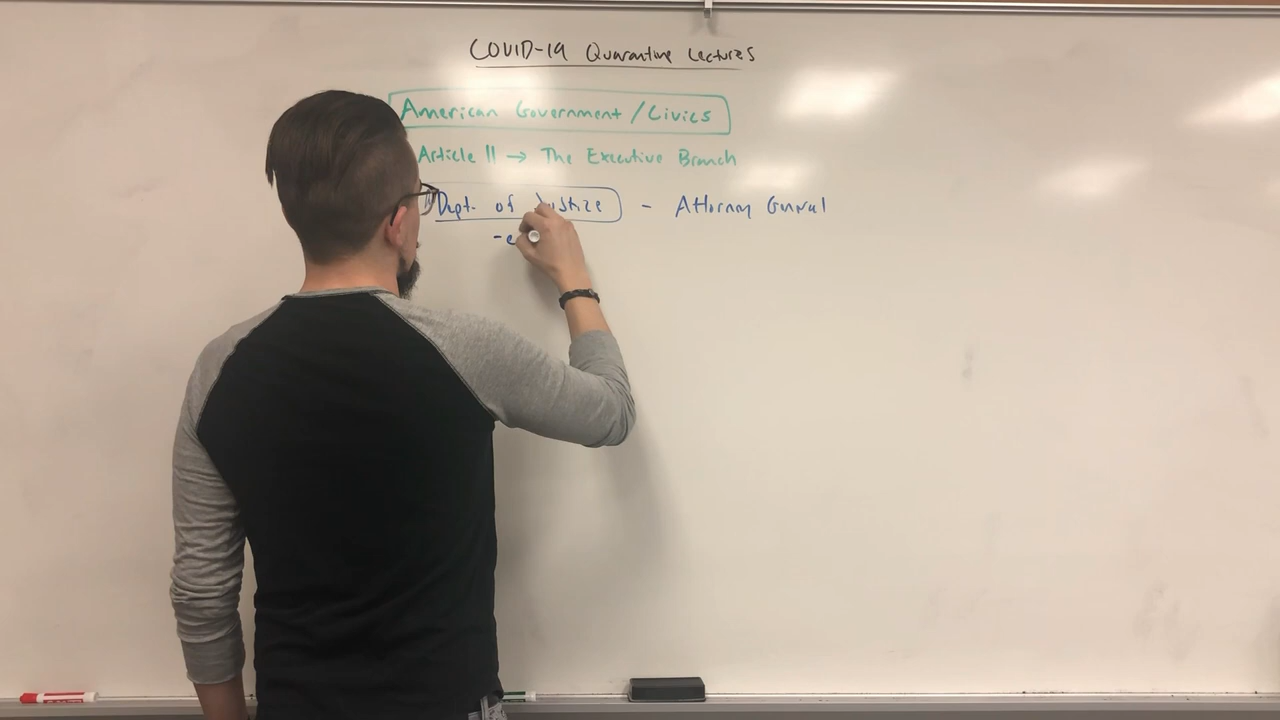 COVID-19 Quarantine Lectures
American Government/Civics
Article II → The Executive Branch
Dept. of Justice - Attorney General
-e